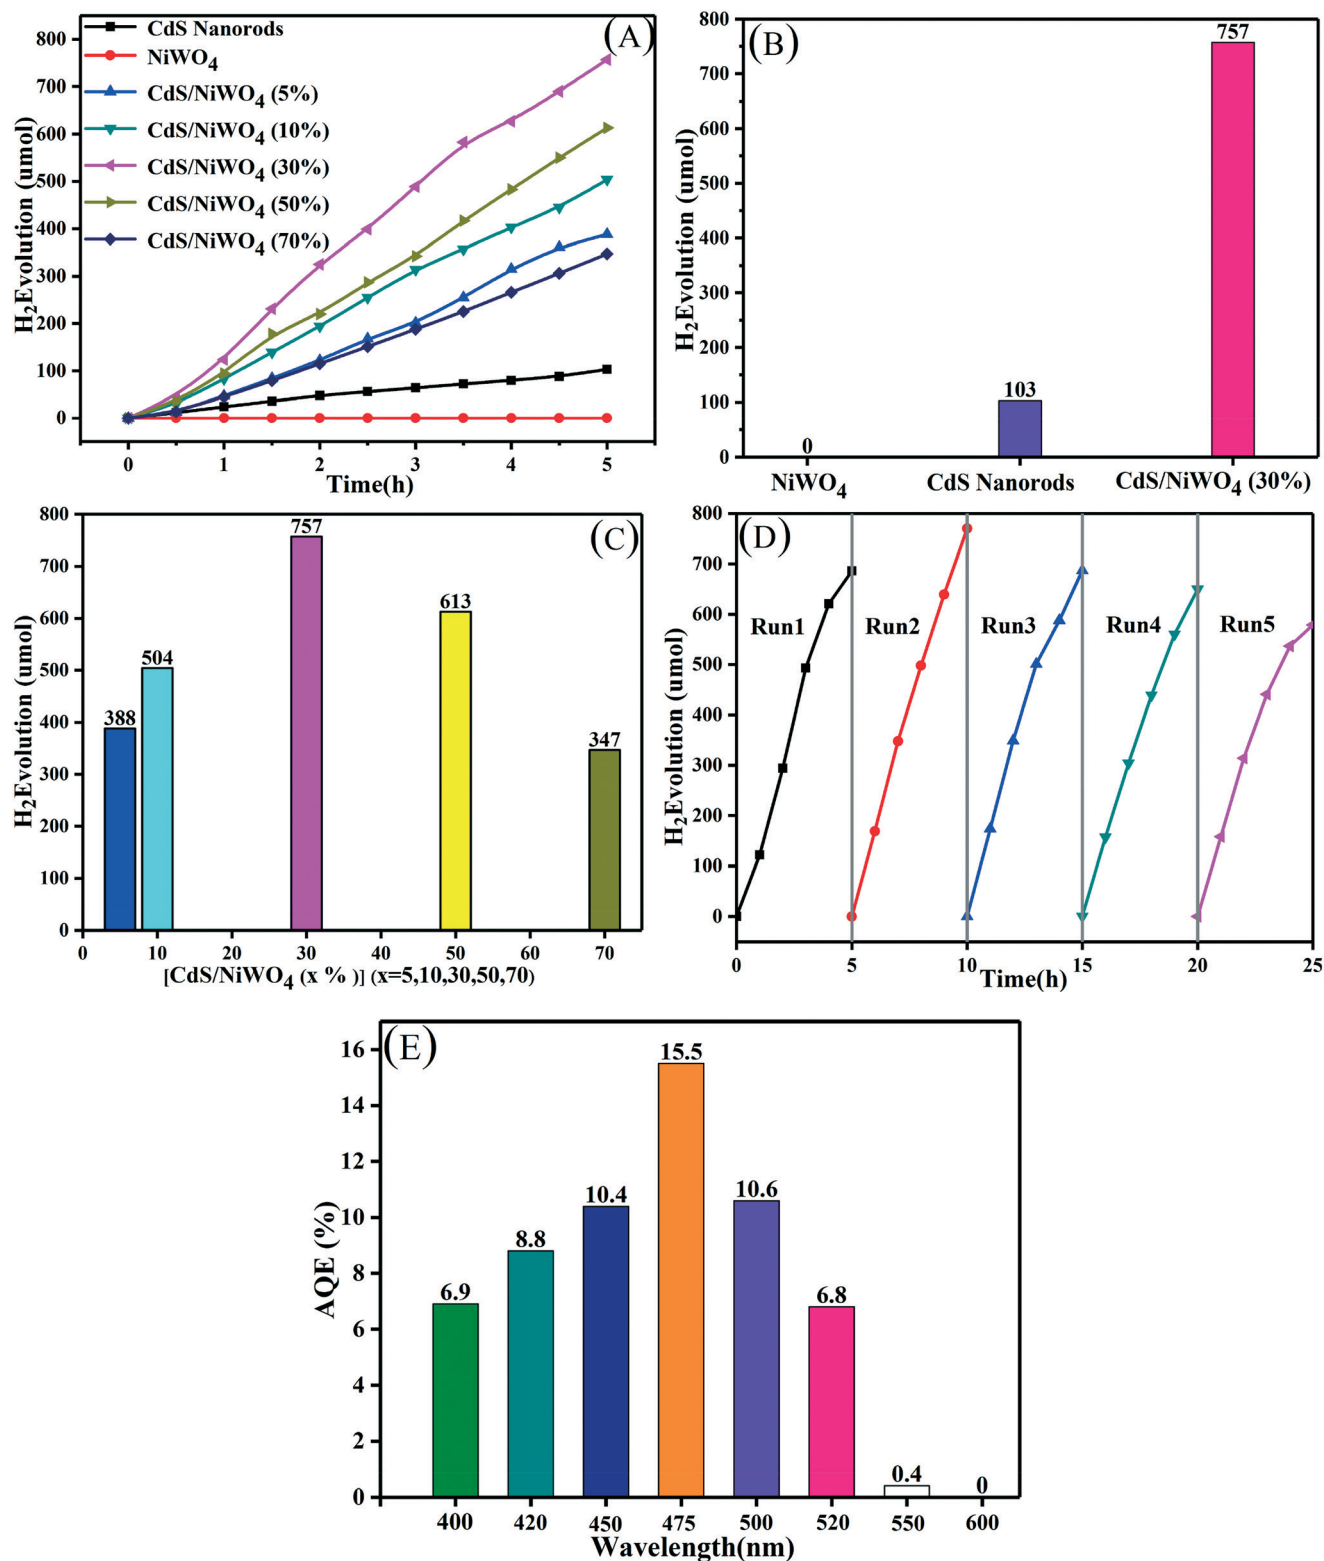 (A)
H2Evolution (umol)
800
700
600
500
400
300
200
100
0
CdS Nanorods
NiWO4
CdS/NiWO4 (5%)
CdS/NiWO4 (10%)
CdS/NiWO4 (30%)
CdS/NiWO4 (50%)
CdS/NiWO4 (70%)
0 1 2 3 4 5
Time(h)
(B)
H2Evolution (umol)
800
700
600
500
400
300
200
100
0
0
103
757
NiWO4 CdS Nanorods CdS/NiWO4 (30%)
(C)
H2Evolution (umol)
800
700
600
500
400
300
200
100
0
388
504
757
613
347
0 10 20 30 40 50 60 70
[CdS/NiWO4 (x % )] (x=5,10,30,50,70)
(D)
H2Evolution (umol)
800
700
600
500
400
300
200
100
0
Run1 Run2 Run3 Run4 Run5
0 5 10 15 20 25
Time(h)
(E)
AQE (%)
16
14
12
10
8
6
4
2
0
6.9
8.8
10.4
15.5
10.6
6.8
0.4
0
400 420 450 475 500 520 550 600
Wavelength(nm)